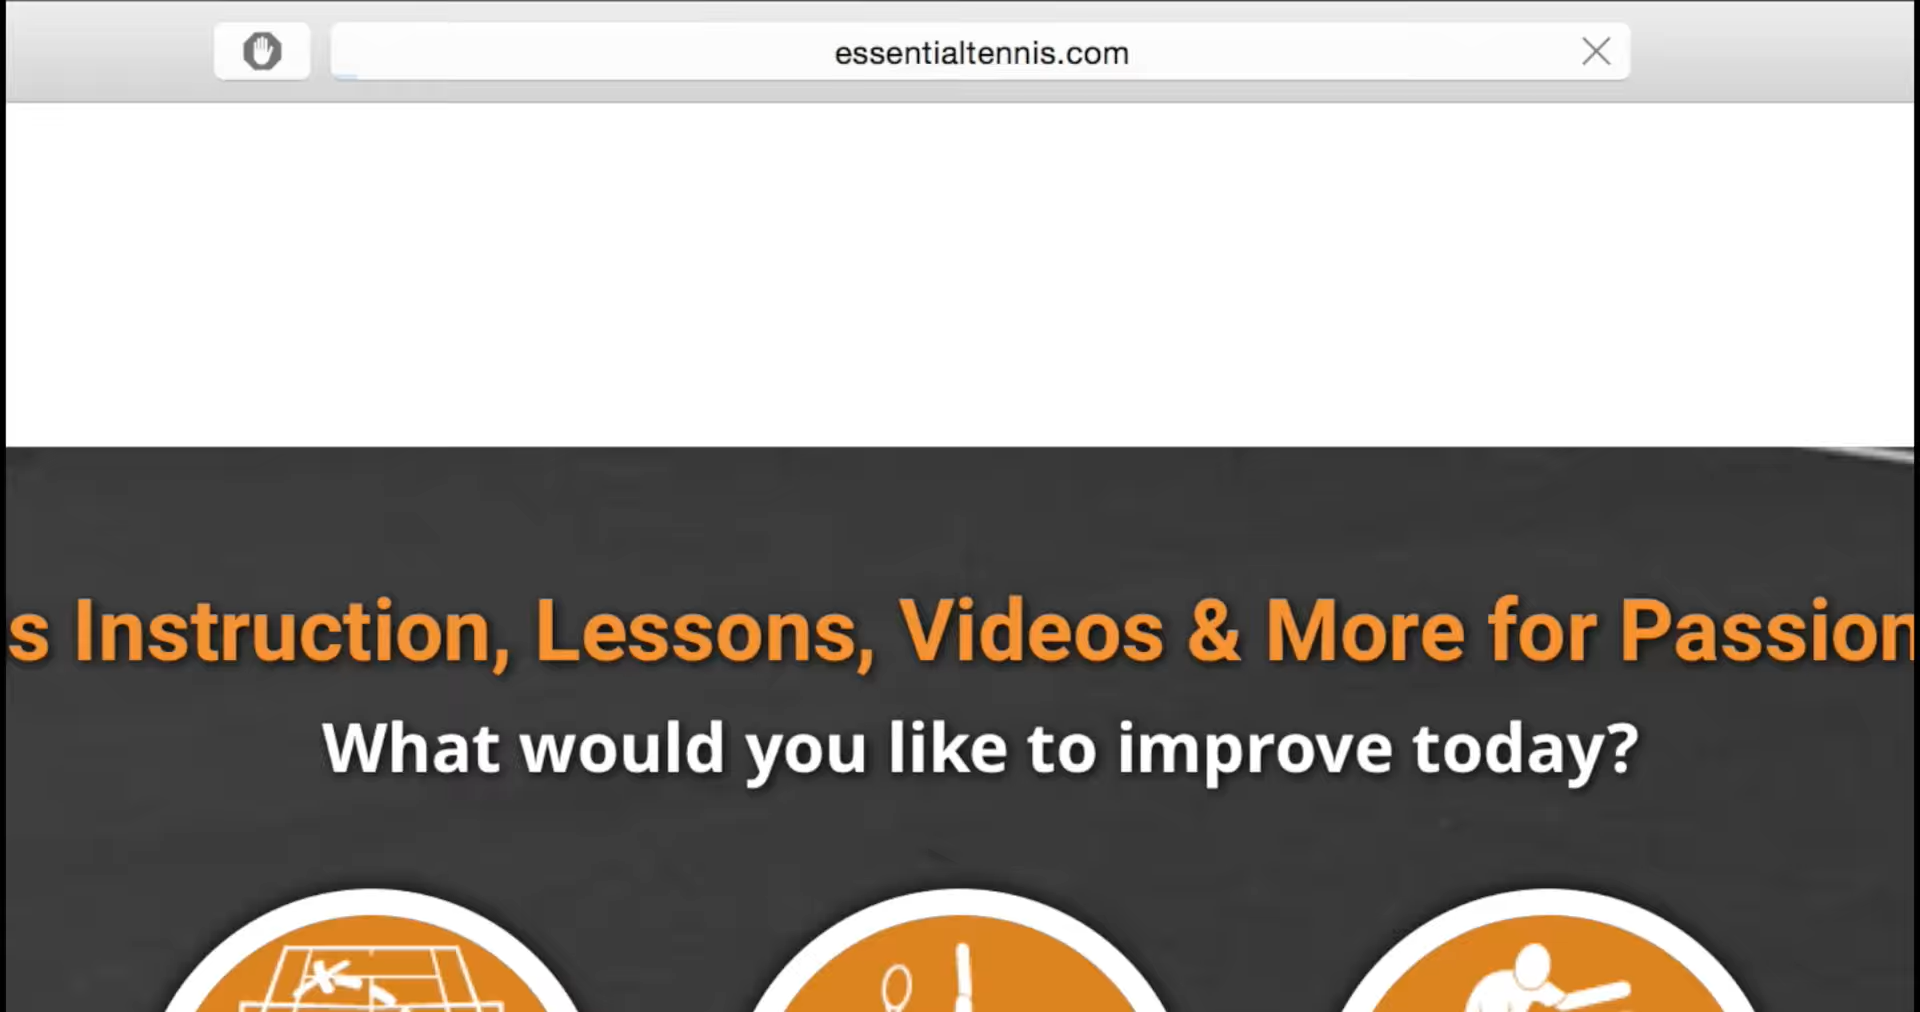 essentialtennis.com
s Instruction, Lessons, Videos & More for Passion
What would you like to improve today?